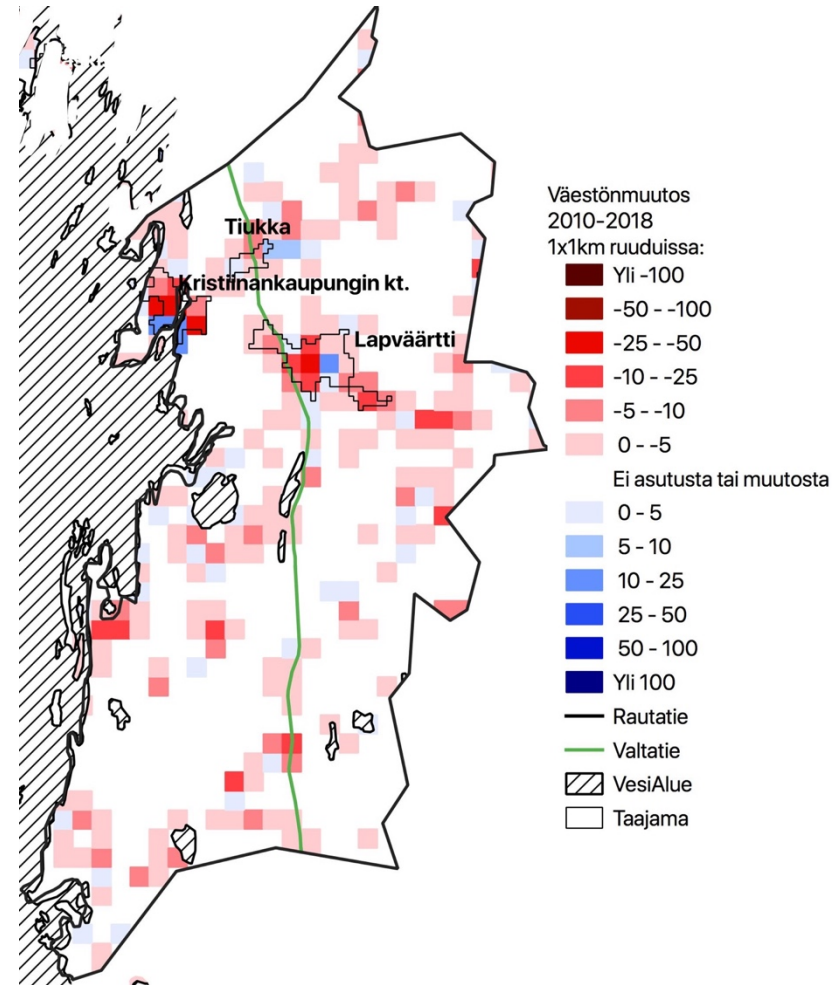 Tiukka
Kristiinankaupungin kt.
Lapväärtti
Väestönmuutos
2010-2018
1x1km ruuduissa:
Yli -100
-50 - -100
-25 - -50
-10 - -25
-5 - -10
0 - -5
Ei asutusta tai muutosta
0 - 5
5 - 10
10 - 25
25 - 50
50 - 100
Yli 100
Rautatie
Valtatie
VesiAlue
Taajama